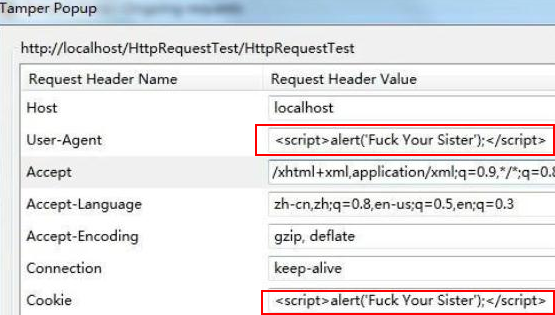 Tamper Popup
http://localhost/HttpRequestTest/HttpRequestTest
Request Header Name Request Header Value
Host localhost
User-Agent <script>alert('Fuck Your Sister');</script>
Accept /xhtml+xml,application/xml;q=0.9,*/*;q=0.8
Accept-Language zh-cn,zh;q=0.8,en-us;q=0.5,en;q=0.3
Accept-Encoding gzip, deflate
Connection keep-alive
Cookie <script>alert('Fuck Your Sister');</script>